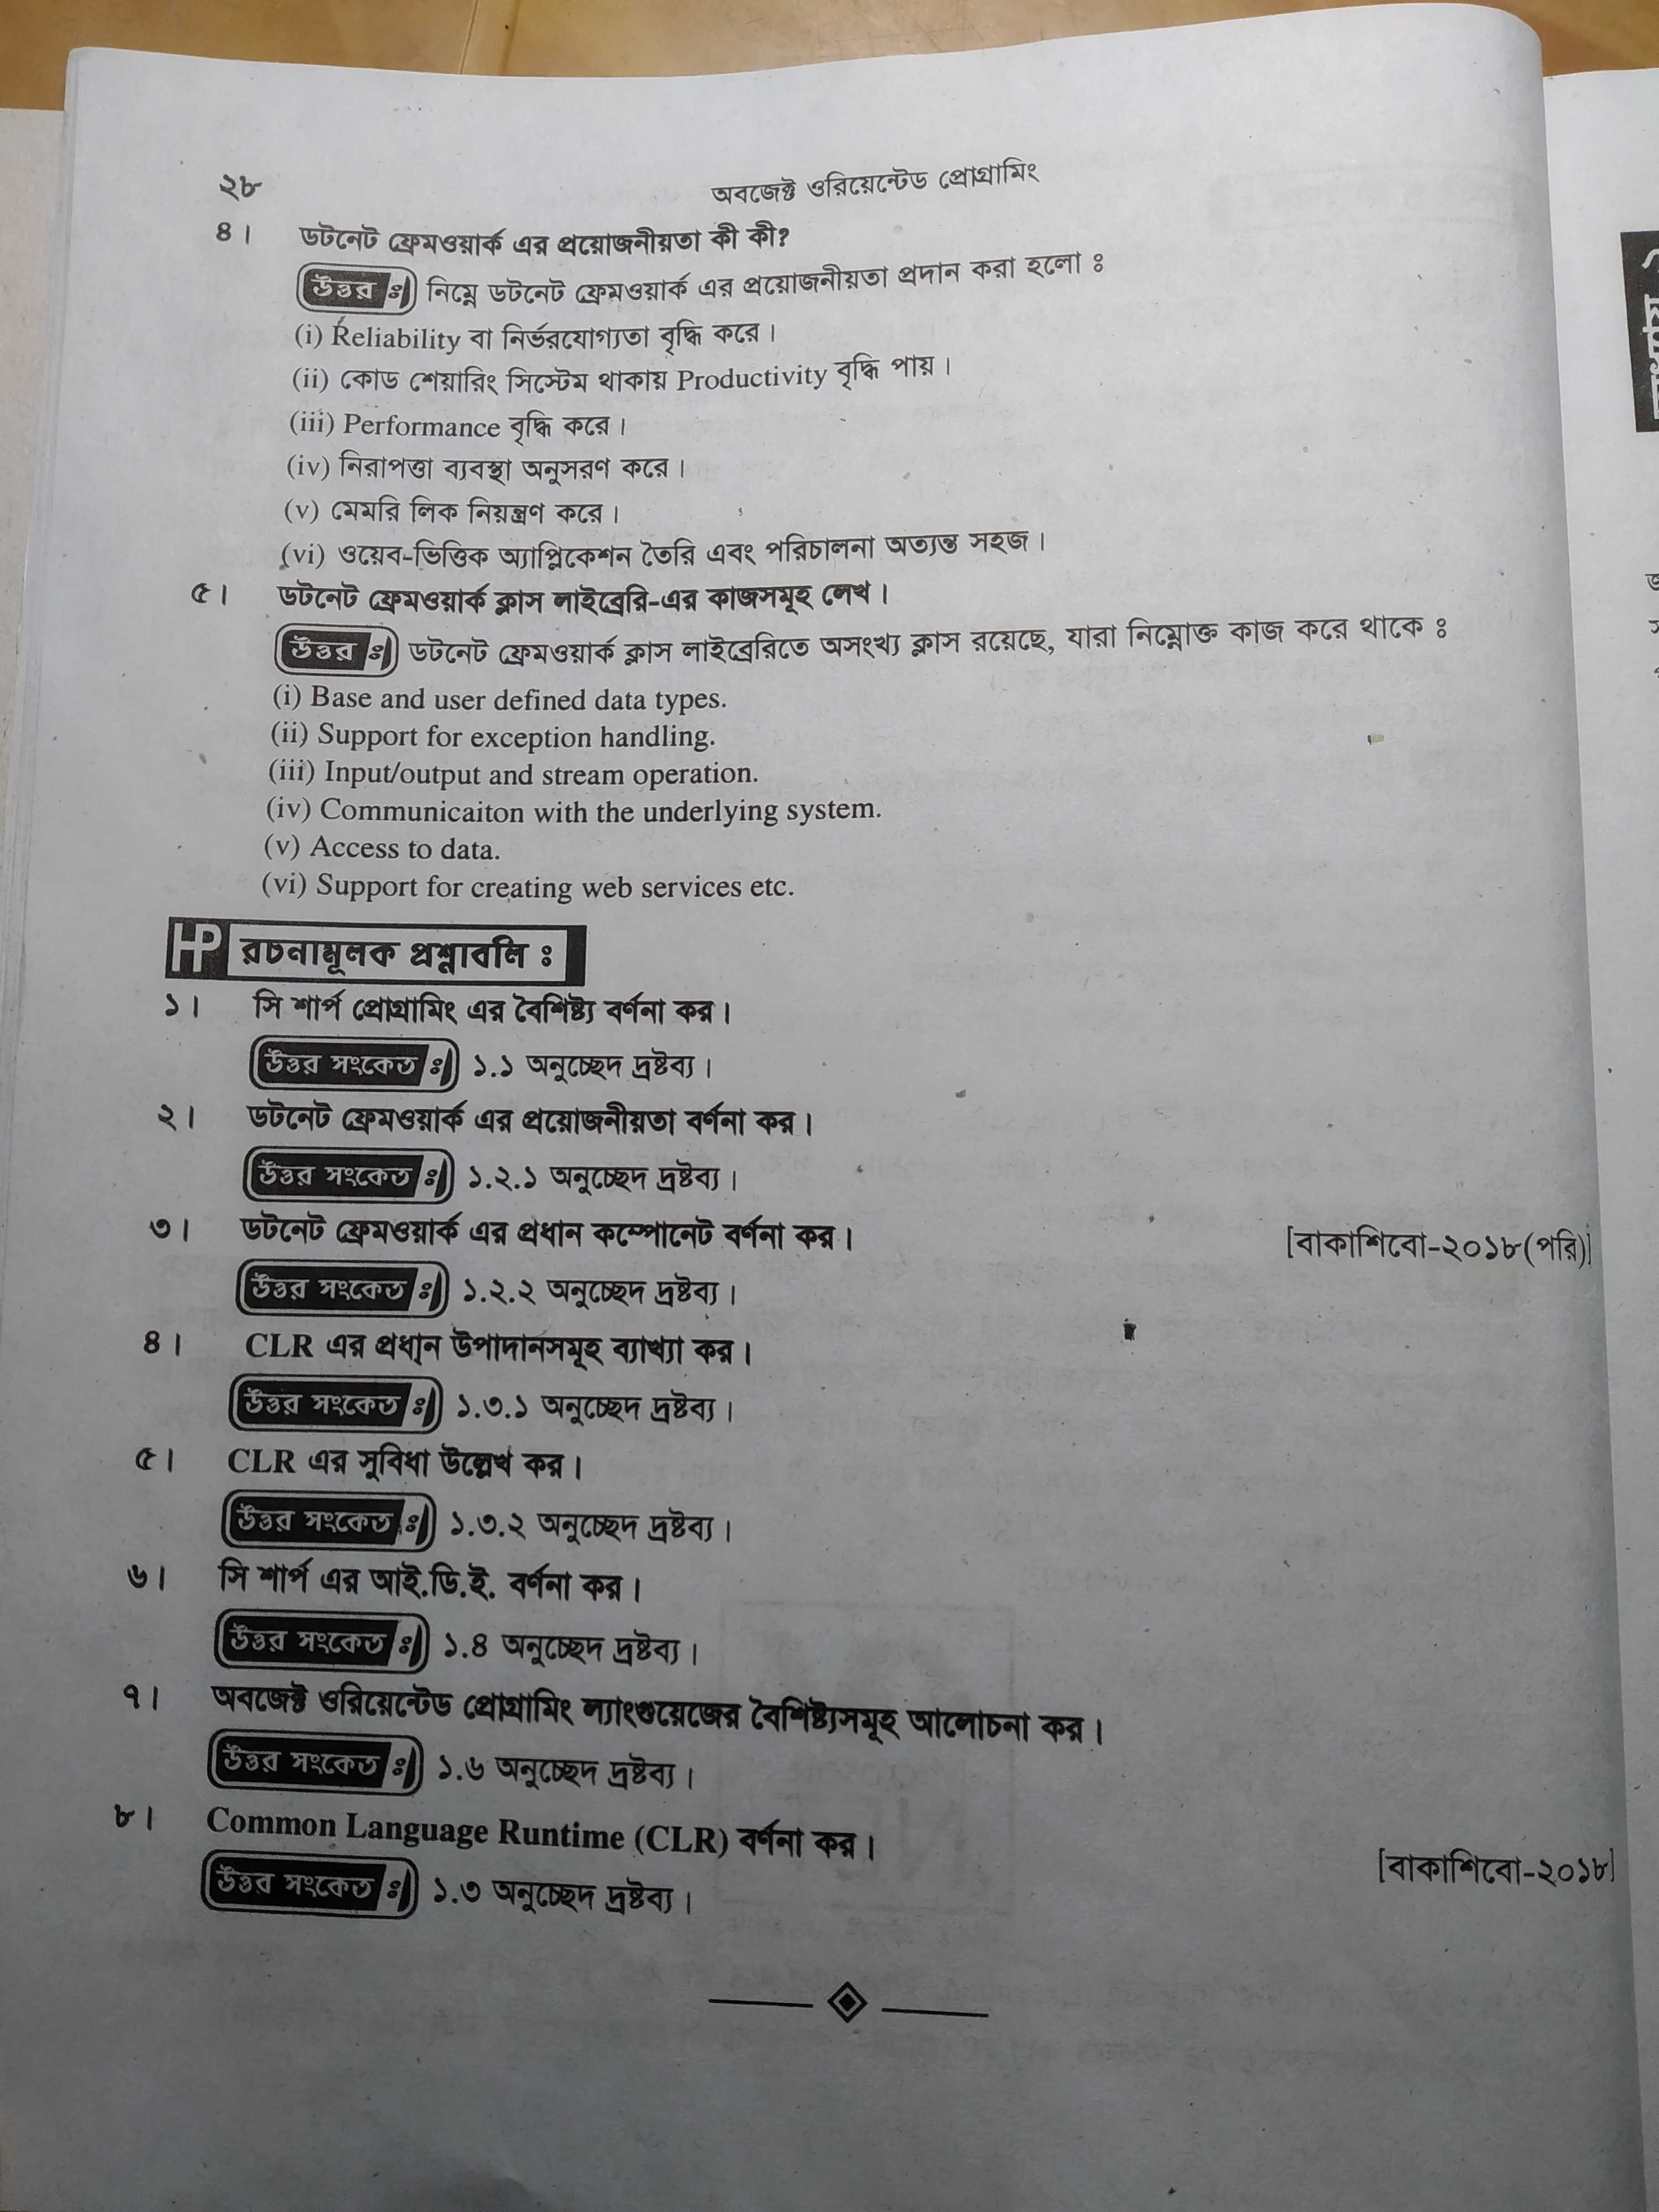 ২৮
অবজেক্ট ওরিয়েন্টেড প্রোগ্রামিং
৪। ডটনেট ফ্রেমওয়ার্ক এর প্রয়োজনীয়তা কী কী?
উত্তর ঃ নিম্নে ডটনেট ফ্রেমওয়ার্ক এর প্রয়োজনীয়তা প্রদান করা হলো ঃ
(i) Reliability বা নির্ভরযোগ্যতা বৃদ্ধি করে।
(ii) কোড শেয়ারিং সিস্টেম থাকায় Productivity বৃদ্ধি পায়।
(iii) Performance বৃদ্ধি করে।
(iv) নিরাপত্তা ব্যবস্থা অনুসরণ করে।
(v) মেমরি লিক নিয়ন্ত্রণ করে।
(vi) ওয়েব-ভিত্তিক অ্যাপ্লিকেশন তৈরি এবং পরিচালনা অত্যন্ত সহজ।
৫। ডটনেট ফ্রেমওয়ার্ক ক্লাস লাইব্রেরি-এর কাজসমূহ লেখ।
উত্তর ঃ ডটনেট ফ্রেমওয়ার্ক ক্লাস লাইব্রেরিতে অসংখ্য ক্লাস রয়েছে, যারা নিম্নোক্ত কাজ করে থাকে ঃ
(i) Base and user defined data types.
(ii) Support for exception handling.
(iii) Input/output and stream operation.
(iv) Communicaiton with the underlying system.
(v) Access to data.
(vi) Support for creating web services etc.
HP রচনামূলক প্রশ্নাবলি ঃ
১। সি শার্প প্রোগ্রামিং এর বৈশিষ্ট্য বর্ণনা কর।
উত্তর সংকেত ঃ ১.১ অনুচ্ছেদ দ্রষ্টব্য।
২। ডটনেট ফ্রেমওয়ার্ক এর প্রয়োজনীয়তা বর্ণনা কর।
উত্তর সংকেত ঃ ১.২.১ অনুচ্ছেদ দ্রষ্টব্য।
৩। ডটনেট ফ্রেমওয়ার্ক এর প্রধান কম্পোনেট বর্ণনা কর। [বাকাশিবো-২০১৮(পরি)]
উত্তর সংকেত ঃ ১.২.২ অনুচ্ছেদ দ্রষ্টব্য।
৪। CLR এর প্রধান উপাদানসমূহ ব্যাখ্যা কর।
উত্তর সংকেত ঃ ১.৩.১ অনুচ্ছেদ দ্রষ্টব্য।
৫। CLR এর সুবিধা উল্লেখ কর।
উত্তর সংকেত ঃ ১.৩.২ অনুচ্ছেদ দ্রষ্টব্য।
৬। সি শার্প এর আই.ডি.ই. বর্ণনা কর।
উত্তর সংকেত ঃ ১.৪ অনুচ্ছেদ দ্রষ্টব্য।
৭। অবজেক্ট ওরিয়েন্টেড প্রোগ্রামিং ল্যাংগুয়েজের বৈশিষ্ট্যসমূহ আলোচনা কর।
উত্তর সংকেত ঃ ১.৬ অনুচ্ছেদ দ্রষ্টব্য।
৮। Common Language Runtime (CLR) বর্ণনা কর। [বাকাশিবো-২০১৮]
উত্তর সংকেত ঃ ১.৩ অনুচ্ছেদ দ্রষ্টব্য।